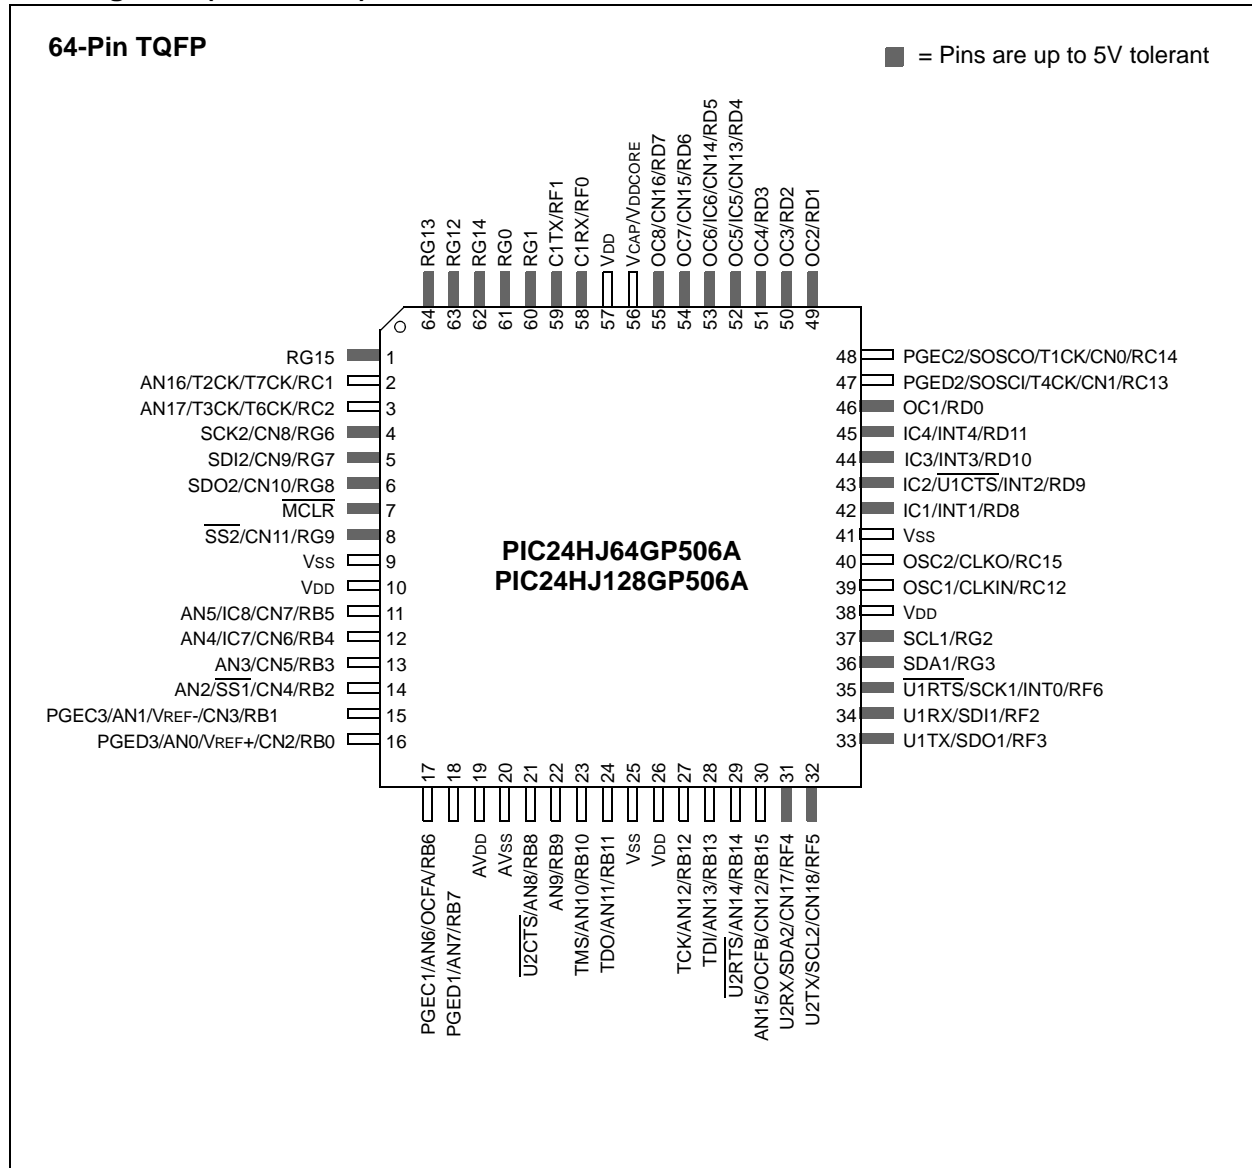 64-Pin TQFP
= Pins are up to 5V tolerant
RG13
RG12
RG14
RG0
RG1
C1TX/RF1
C1RX/RF0
VDD
VCAP/VDDCORE
OC8/CN16/RD7
OC7/CN15/RD6
OC6/IC6/CN14/RD5
OC5/IC5/CN13/RD4
OC4/RD3
OC3/RD2
OC2/RD1
64
63
62
61
60
59
58
57
56
55
54
53
52
51
50
49
RG15 1
AN16/T2CK/T7CK/RC1 2
AN17/T3CK/T6CK/RC2 3
SCK2/CN8/RG6 4
SDI2/CN9/RG7 5
SDO2/CN10/RG8 6
MCLR 7
SS2/CN11/RG9 8
VSS 9
VDD 10
AN5/IC8/CN7/RB5 11
AN4/IC7/CN6/RB4 12
AN3/CN5/RB3 13
AN2/SS1/CN4/RB2 14
PGEC3/AN1/VREF-/CN3/RB1 15
PGED3/AN0/VREF+/CN2/RB0 16
PIC24HJ64GP506A
PIC24HJ128GP506A
48 PGEC2/SOSCO/T1CK/CN0/RC14
47 PGED2/SOSCI/T4CK/CN1/RC13
46 OC1/RD0
45 IC4/INT4/RD11
44 IC3/INT3/RD10
43 IC2/U1CTS/INT2/RD9
42 IC1/INT1/RD8
41 VSS
40 OSC2/CLKO/RC15
39 OSC1/CLKIN/RC12
38 VDD
37 SCL1/RG2
36 SDA1/RG3
35 U1RTS/SCK1/INT0/RF6
34 U1RX/SDI1/RF2
33 U1TX/SDO1/RF3
17
18
19
20
21
22
23
24
25
26
27
28
29
30
31
32
PGEC1/AN6/OCFA/RB6
PGED1/AN7/RB7
AVDD
AVSS
U2CTS/AN8/RB8
AN9/RB9
TMS/AN10/RB10
TDO/AN11/RB11
VSS
VDD
TCK/AN12/RB12
TDI/AN13/RB13
U2RTS/AN14/RB14
AN15/OCFB/CN12/RB15
U2RX/SDA2/CN17/RF4
U2TX/SCL2/CN18/RF5